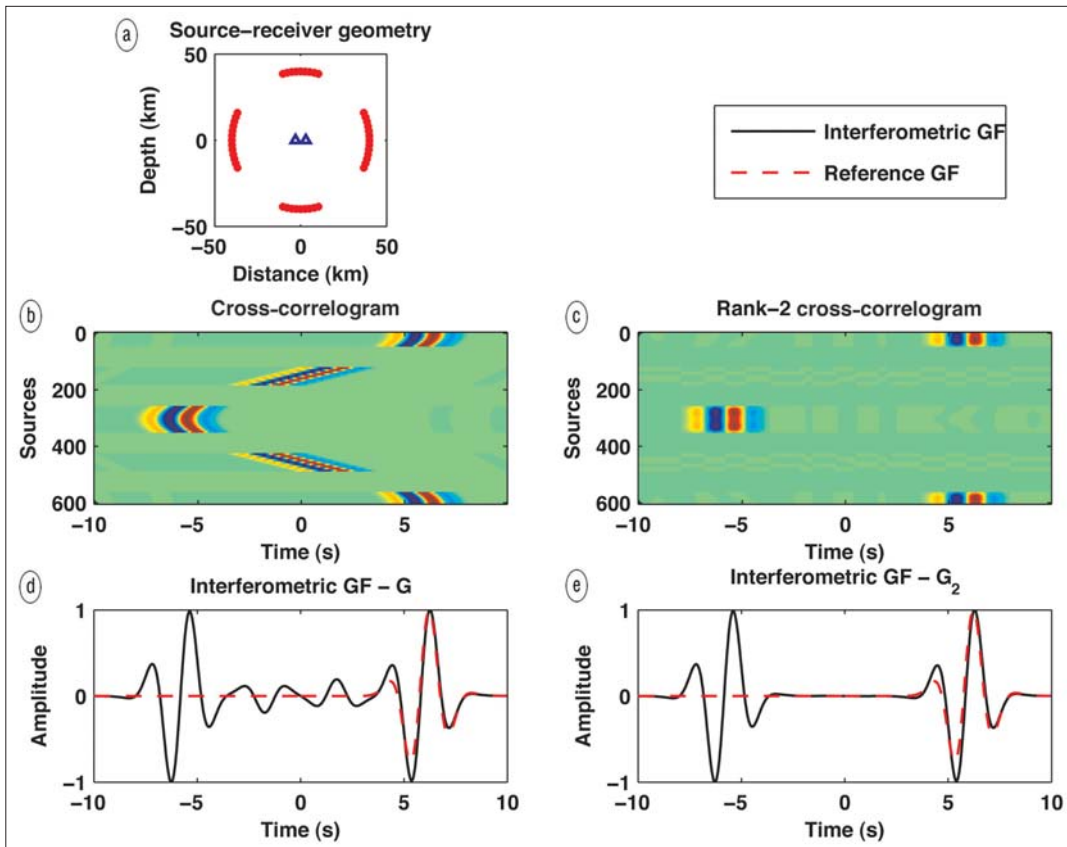 a
Source−receiver geometry
50
0
−50
Depth (km)
−50 0 50
Distance (km)
Interferometric GF
Reference GF
b
Cross-correlogram
0
200
400
600
Sources
−10 −5 0 5 10
Time (s)
c
Rank−2 cross-correlogram
0
200
400
600
Sources
−10 −5 0 5 10
Time (s)
d
Interferometric GF − G
1
0
−1
Amplitude
−10 −5 0 5 10
Time (s)
e
Interferometric GF − G2
1
0
−1
Amplitude
−10 −5 0 5 10
Time (s)